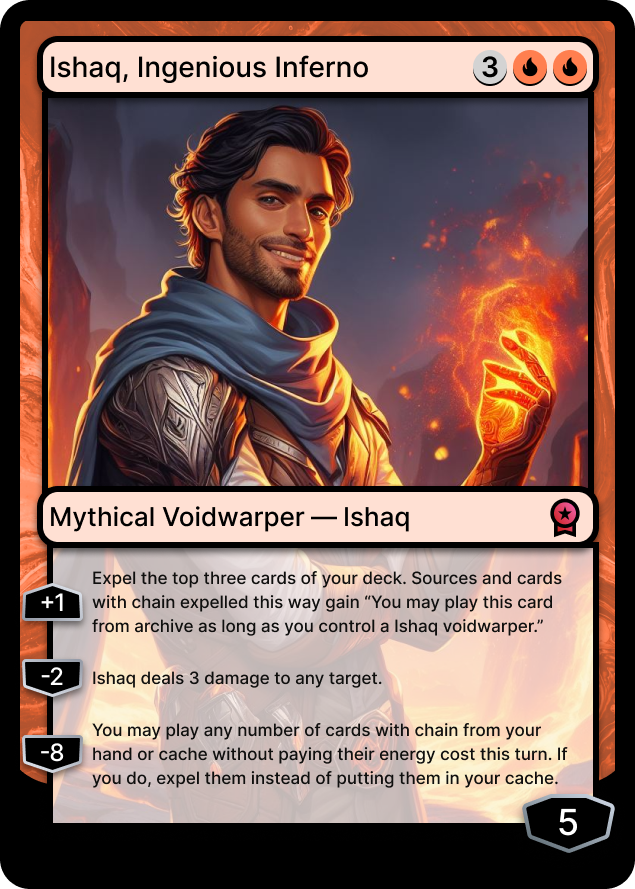 Ishaq, Ingenious Inferno
3
Mythical Voidwarper — Ishaq
+1
Expel the top three cards of your deck. Sources and cards
with chain expelled this way gain “You may play this card
from archive as long as you control a Ishaq voidwarper.”
-2
Ishaq deals 3 damage to any target.
-8
You may play any number of cards with chain from your
hand or cache without paying their energy cost this turn. If
you do, expel them instead of putting them in your cache.
5